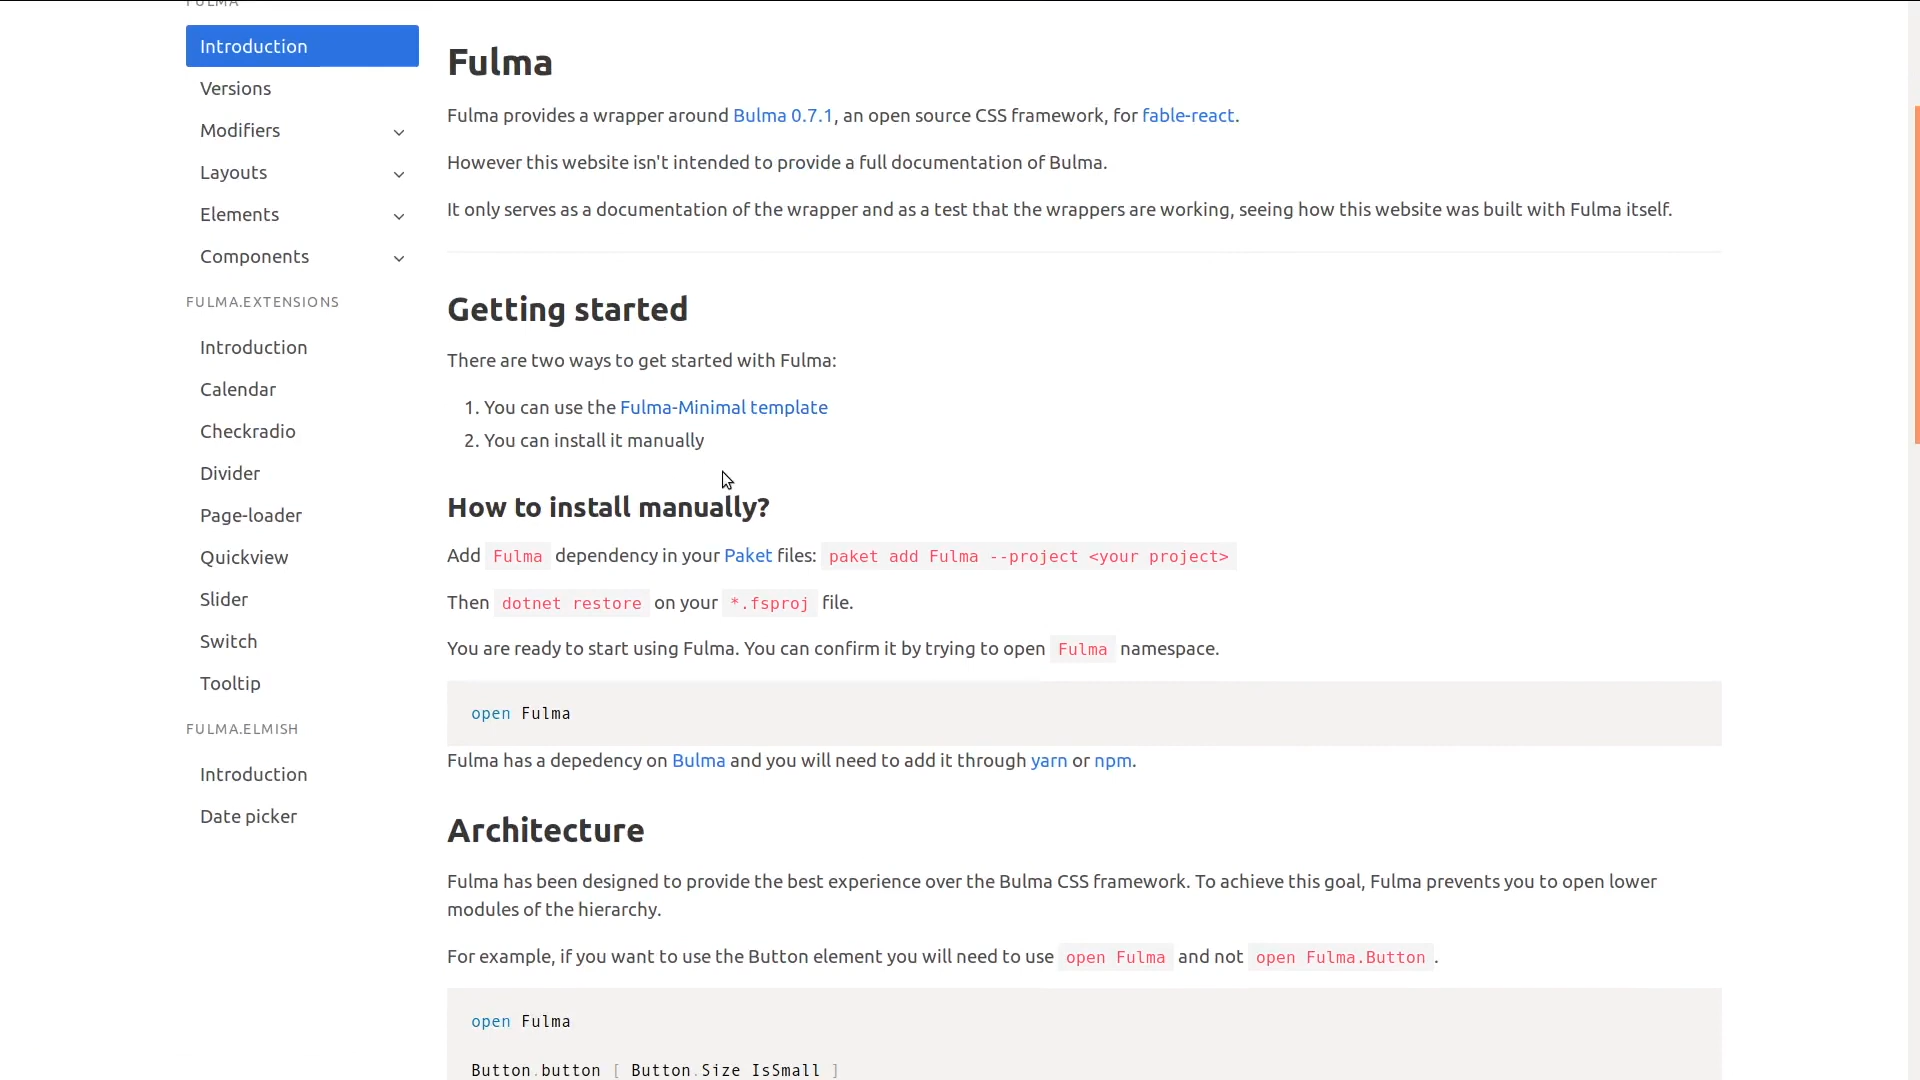 FULMA
Introduction
Versions
Modifiers
Layouts
Elements
Components
FULMA.EXTENSIONS
Introduction
Calendar
Checkradio
Divider
Page-loader
Quickview
Slider
Switch
Tooltip
FULMA.ELMISH
Introduction
Date picker
Fulma
Fulma provides a wrapper around Bulma 0.7.1, an open source CSS framework, for fable-react.
However this website isn't intended to provide a full documentation of Bulma.
It only serves as a documentation of the wrapper and as a test that the wrappers are working, seeing how this website was built with Fulma itself.
Getting started
There are two ways to get started with Fulma:
1. You can use the Fulma-Minimal template
2. You can install it manually
How to install manually?
Add Fulma dependency in your Paket files: paket add Fulma --project <your project>
Then dotnet restore on your *.fsproj file.
You are ready to start using Fulma. You can confirm it by trying to open Fulma namespace.
open Fulma
Fulma has a depedency on Bulma and you will need to add it through yarn or npm.
Architecture
Fulma has been designed to provide the best experience over the Bulma CSS framework. To achieve this goal, Fulma prevents you to open lower
modules of the hierarchy.
For example, if you want to use the Button element you will need to use open Fulma and not open Fulma.Button.
open Fulma
Button.button [ Button.Size IsSmall ]